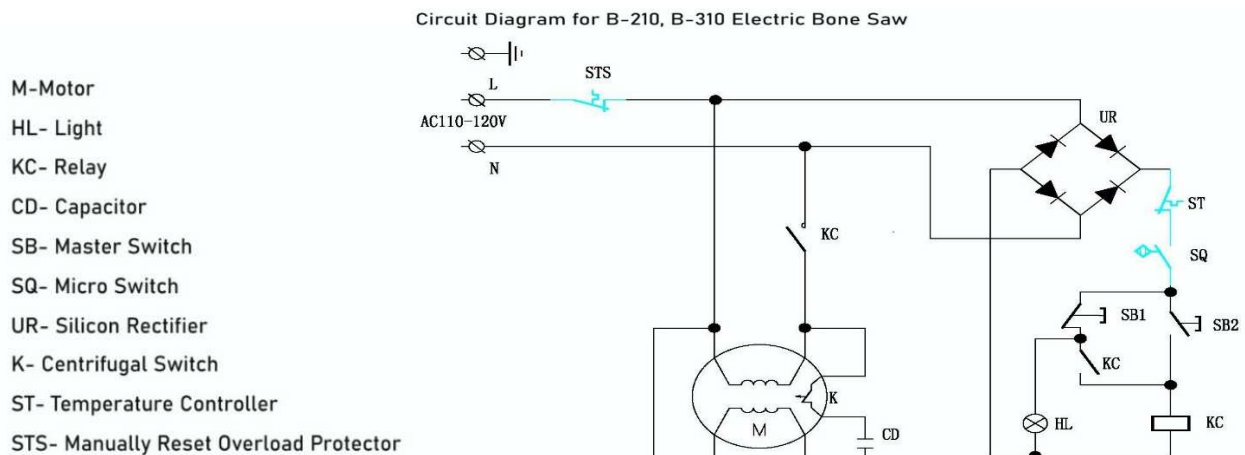 Circuit Diagram for B-210, B-310 Electric Bone Saw
M-Motor
HL- Light
KC- Relay
CD- Capacitor
SB- Master Switch
SQ- Micro Switch
UR- Silicon Rectifier
K- Centrifugal Switch
ST- Temperature Controller
STS- Manually Reset Overload Protector
STS
L
AC110-120V
N
UR
ST
KC
SQ
SB1
SB2
KC
K
M
CD
HL
KC